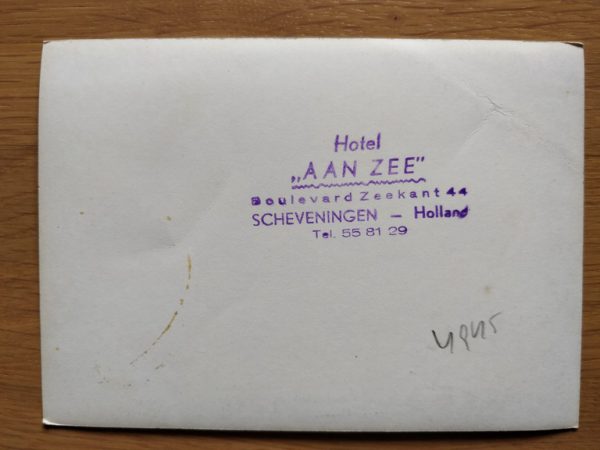 Hotel
„AAN ZEE"
Boulevard Zeekant 44
SCHEVENINGEN — Holland
Tel. 55 81 29